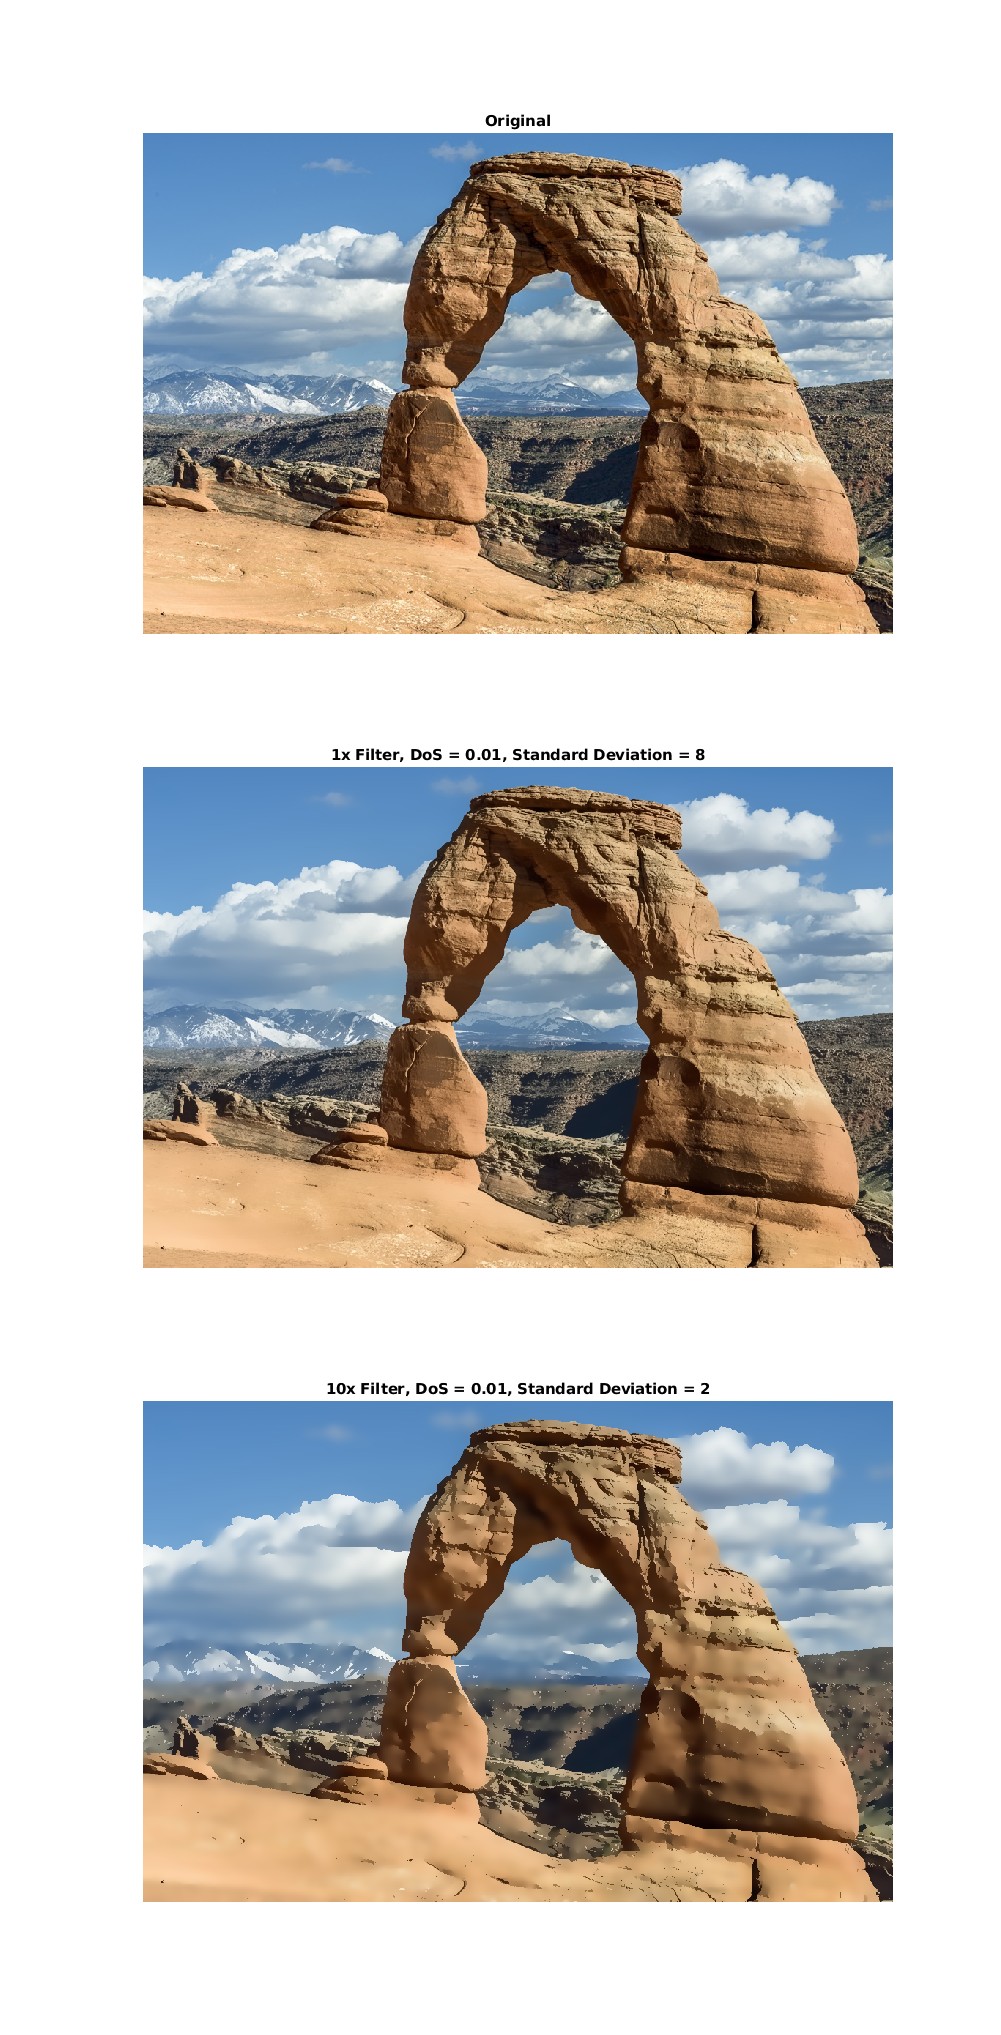 Original
1x Filter, DoS = 0.01, Standard Deviation = 8
10x Filter, DoS = 0.01, Standard Deviation = 2